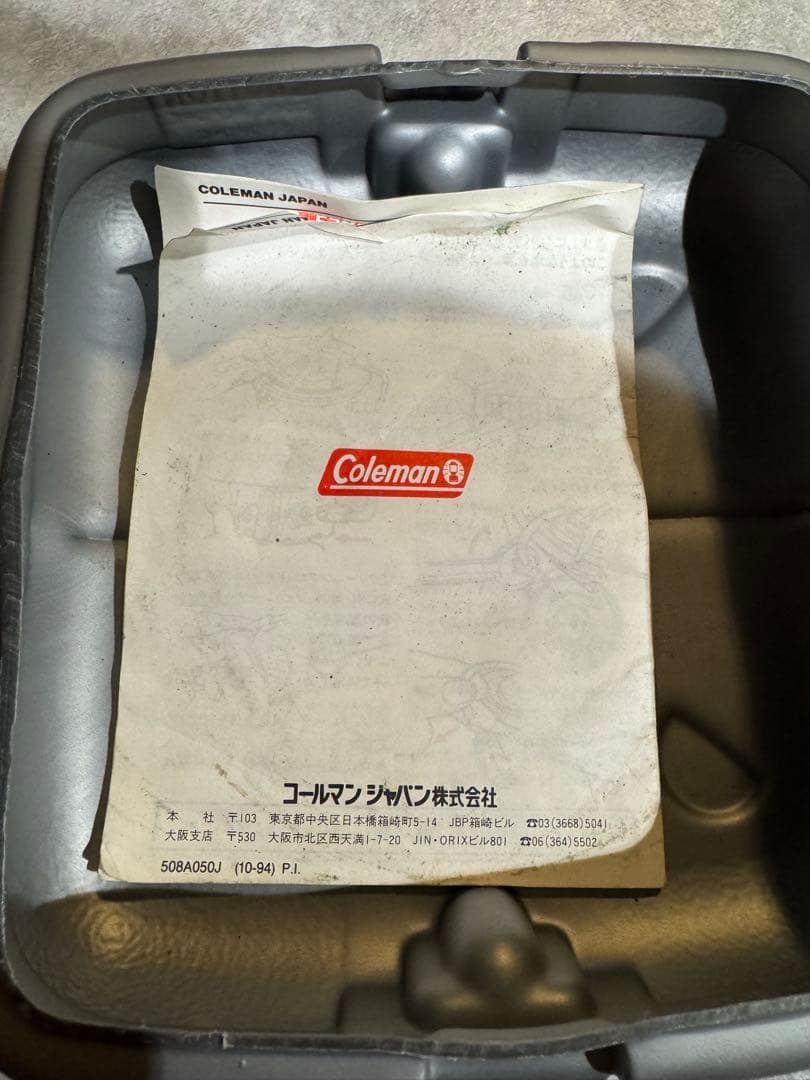 COLEMAN JAPAN
AN JAPAN
Coleman
コールマン ジャパン株式会社
本 社 〒103 東京都中央区日本橋箱崎町5-14 JBP箱崎ビル ☎03(3668)5041
大阪支店 〒530 大阪市北区西天満1-7-20 JIN・ORIXビル801 ☎06(364)5502
508A050J (10-94) P.I.